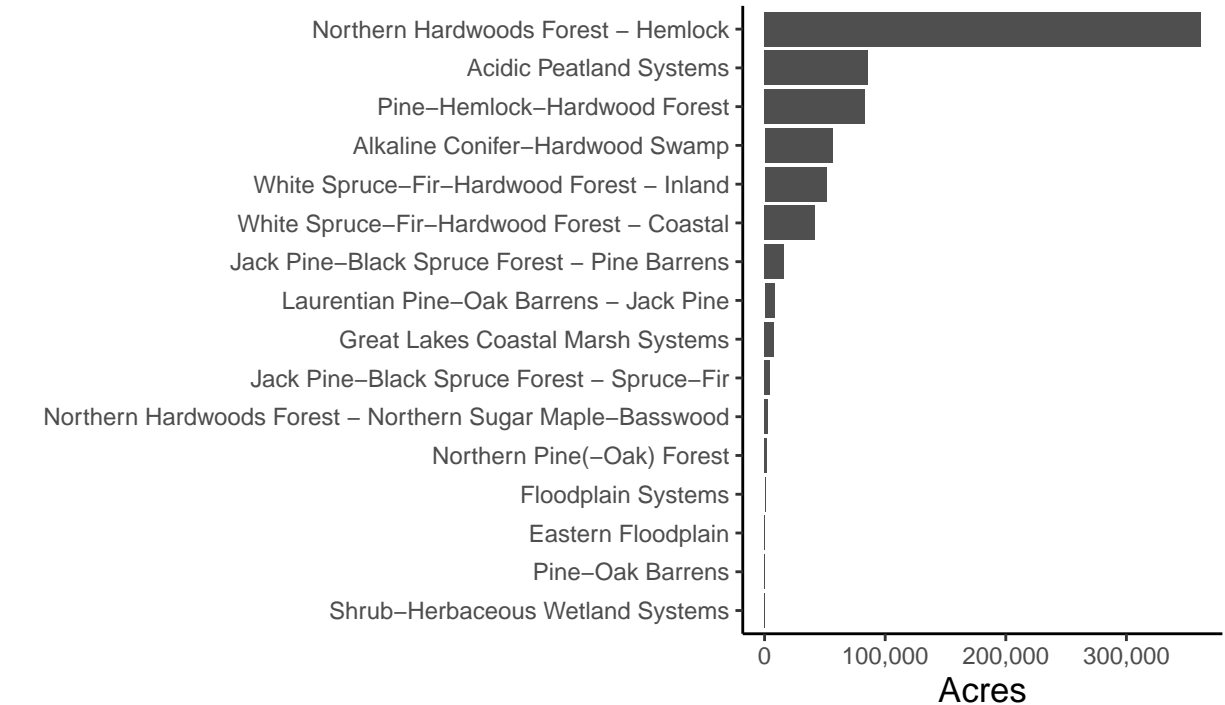 Northern Hardwoods Forest − Hemlock
Acidic Peatland Systems
Pine−Hemlock−Hardwood Forest
Alkaline Conifer−Hardwood Swamp
White Spruce−Fir−Hardwood Forest − Inland
White Spruce−Fir−Hardwood Forest − Coastal
Jack Pine−Black Spruce Forest − Pine Barrens
Laurentian Pine−Oak Barrens − Jack Pine
Great Lakes Coastal Marsh Systems
Jack Pine−Black Spruce Forest − Spruce−Fir
Northern Hardwoods Forest − Northern Sugar Maple−Basswood
Northern Pine(−Oak) Forest
Floodplain Systems
Eastern Floodplain
Pine−Oak Barrens
Shrub−Herbaceous Wetland Systems
0 100,000 200,000 300,000
Acres